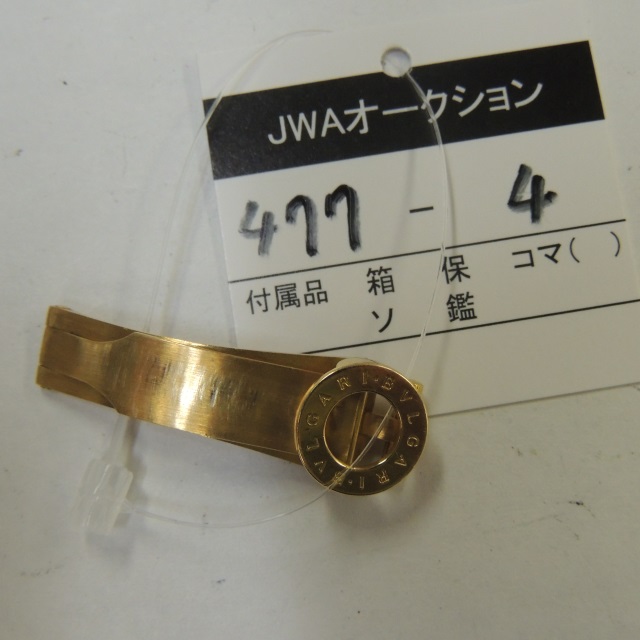 JWAオークション
477 - 4
付属品 箱 保 コマ( )
ソ 鑑
BVLGARI · BVLGARI ·